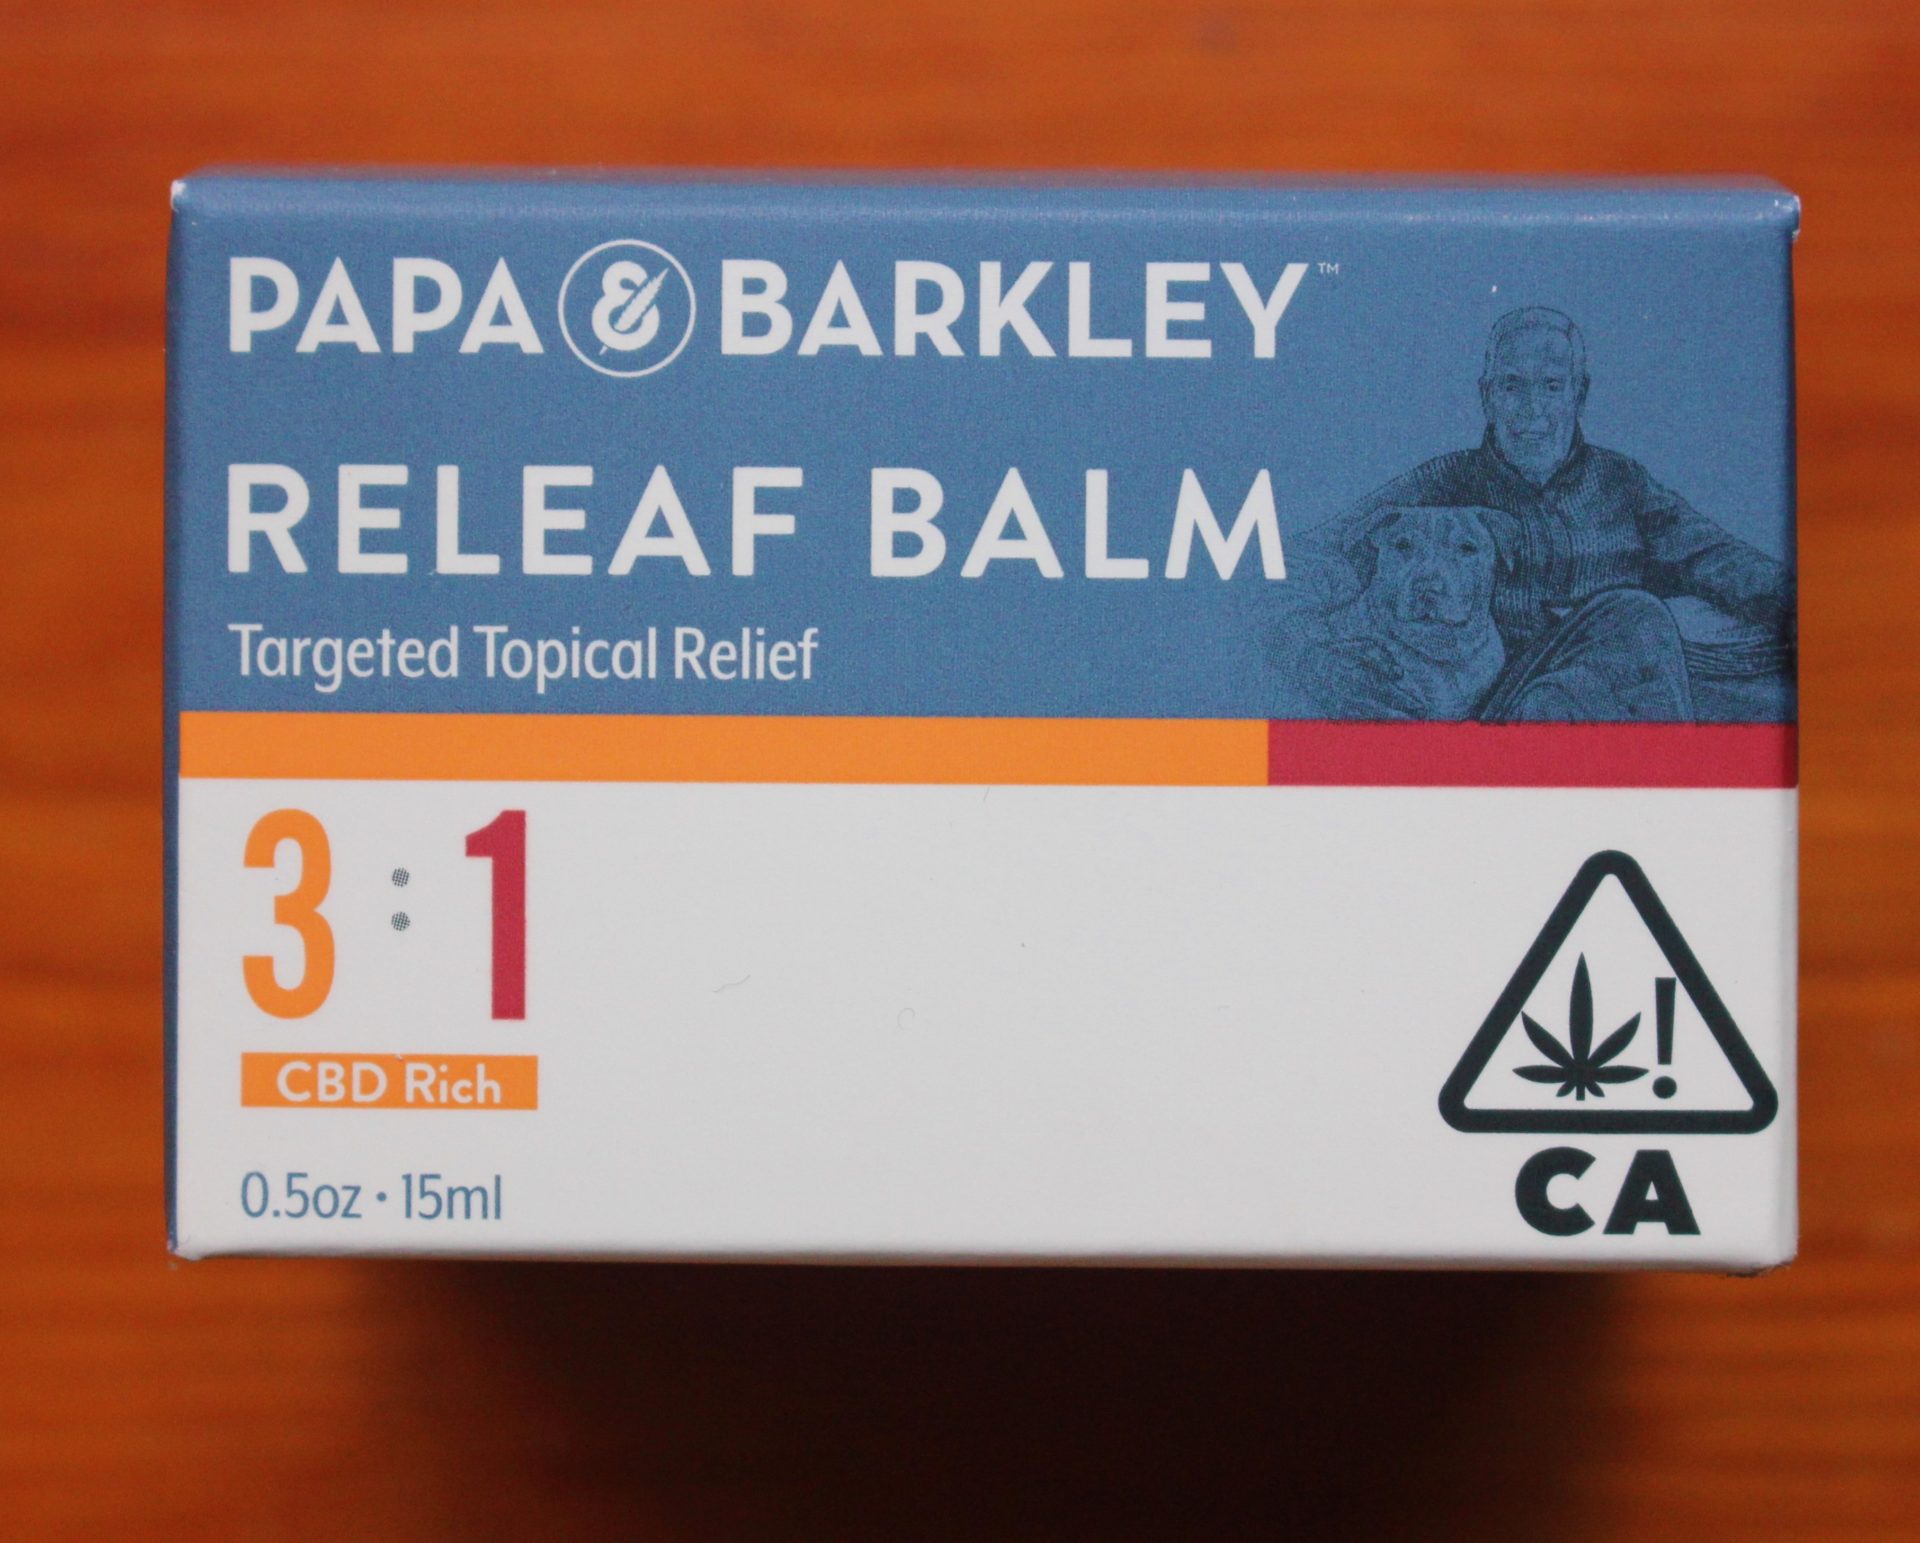 PAPA & BARKLEY™
RELEAF BALM
Targeted Topical Relief
3:1
CBD Rich
0.5oz • 15ml
!
CA